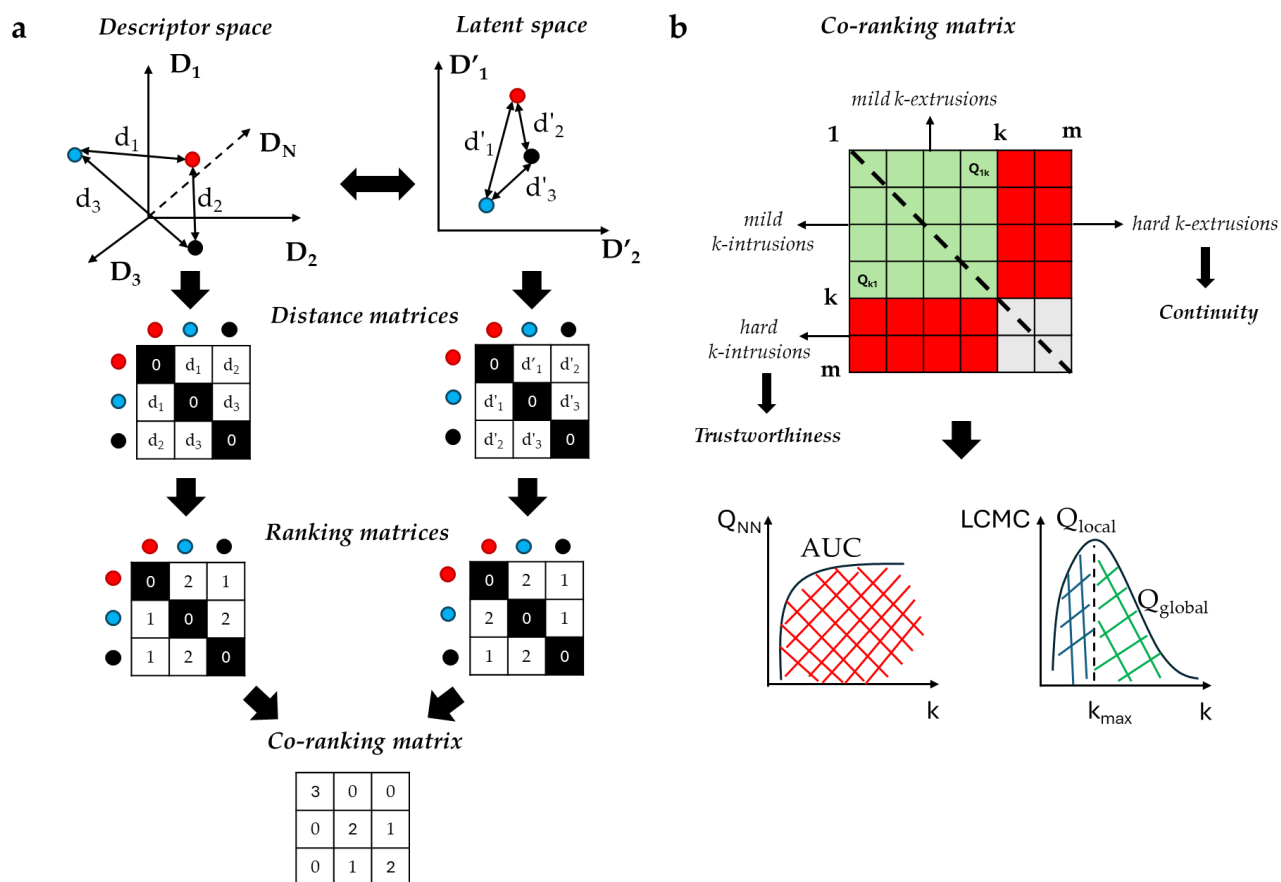 a
Descriptor space
Latent space
D1
DN
D2
D3
d1
d2
d3
D'1
D'2
d'1
d'2
d'3
Distance matrices
0 d1 d2
d1 0 d3
d2 d3 0
0 d'1 d'2
d'1 0 d'3
d'2 d'3 0
Ranking matrices
0 2 1
1 0 2
1 2 0
0 2 1
2 0 1
1 2 0
Co-ranking matrix
3 0 0
0 2 1
0 1 2
b
Co-ranking matrix
mild k-extrusions
1 k m
Q1k
mild
k-intrusions
hard k-extrusions
Qk1
k
Continuity
hard
k-intrusions
m
Trustworthiness
QNN
AUC
k
LCMC
Qlocal
Qglobal
kmax
k